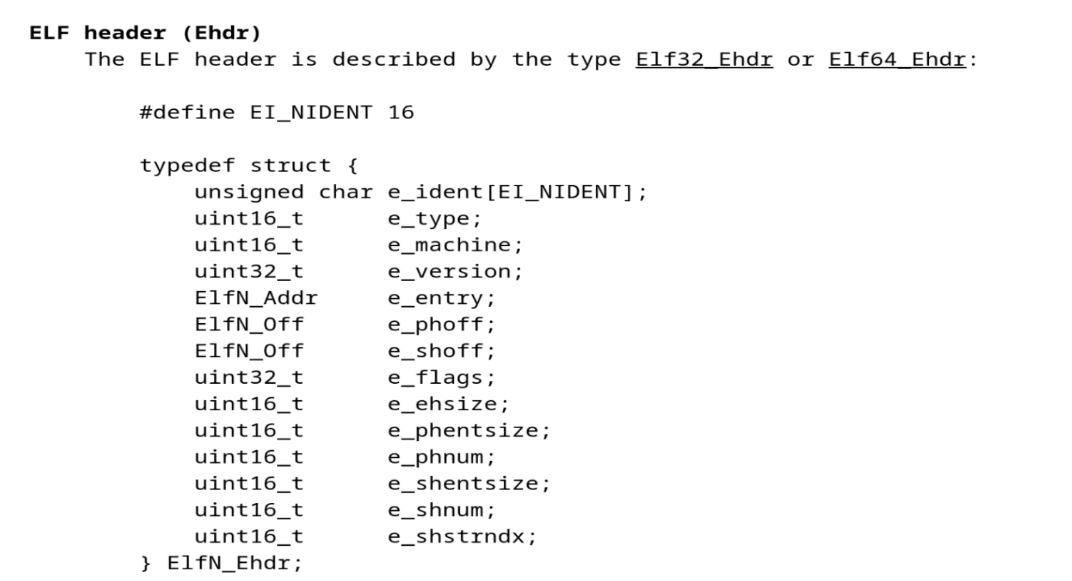 ELF header (Ehdr)
The ELF header is described by the type Elf32_Ehdr or Elf64_Ehdr:
#define EI_NIDENT 16
typedef struct {
unsigned char e_ident[EI_NIDENT];
uint16_t e_type;
uint16_t e_machine;
uint32_t e_version;
ElfN_Addr e_entry;
ElfN_Off e_phoff;
ElfN_Off e_shoff;
uint32_t e_flags;
uint16_t e_ehsize;
uint16_t e_phentsize;
uint16_t e_phnum;
uint16_t e_shentsize;
uint16_t e_shnum;
uint16_t e_shstrndx;
} ElfN_Ehdr;